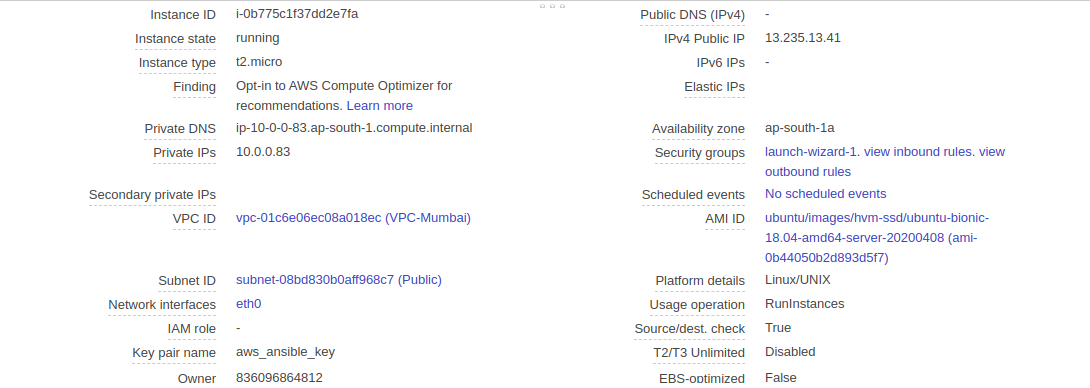 Instance ID i-0b775c1f37dd2e7fa
Public DNS (IPv4) -
Instance state running
IPv4 Public IP 13.235.13.41
Instance type t2.micro
IPv6 IPs -
Finding Opt-in to AWS Compute Optimizer for
recommendations. Learn more
Elastic IPs
Private DNS ip-10-0-0-83.ap-south-1.compute.internal
Availability zone ap-south-1a
Private IPs 10.0.0.83
Security groups launch-wizard-1. view inbound rules. view
outbound rules
Secondary private IPs
Scheduled events No scheduled events
VPC ID vpc-01c6e06ec08a018ec (VPC-Mumbai)
AMI ID ubuntu/images/hvm-ssd/ubuntu-bionic-
18.04-amd64-server-20200408 (ami-
0b44050b2d893d5f7)
Subnet ID subnet-08bd830b0aff968c7 (Public)
Platform details Linux/UNIX
Network interfaces eth0
Usage operation RunInstances
IAM role -
Source/dest. check True
Key pair name aws_ansible_key
T2/T3 Unlimited Disabled
Owner 836096864812
EBS-optimized False